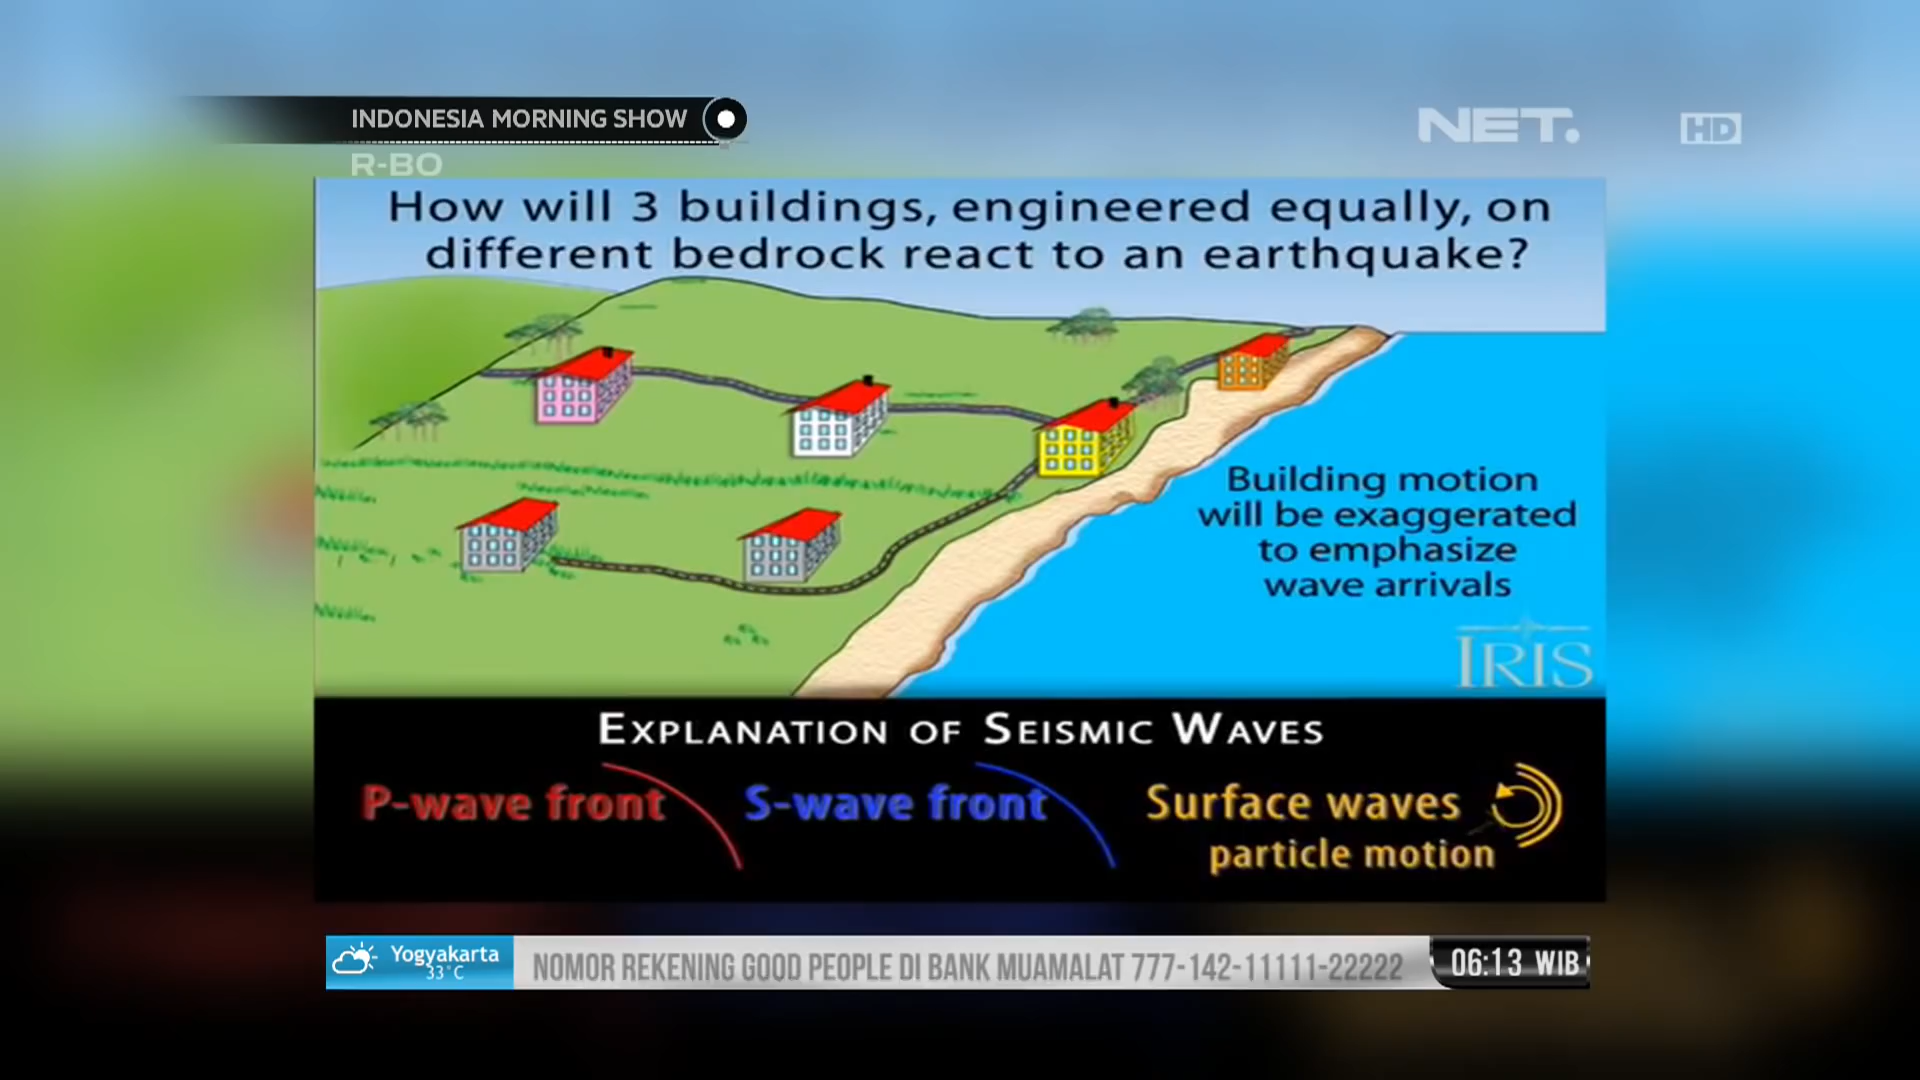 INDONESIA MORNING SHOW
R-BO
NET.
HD
How will 3 buildings, engineered equally, on
different bedrock react to an earthquake?
Building motion
will be exaggerated
to emphasize
wave arrivals
IRIS
EXPLANATION OF SEISMIC WAVES
P-wave front
S-wave front
Surface waves
particle motion
Yogyakarta
33°C
NOMOR REKENING GOOD PEOPLE DI BANK MUAMALAT 777-142-11111-22222
06:13 WIB